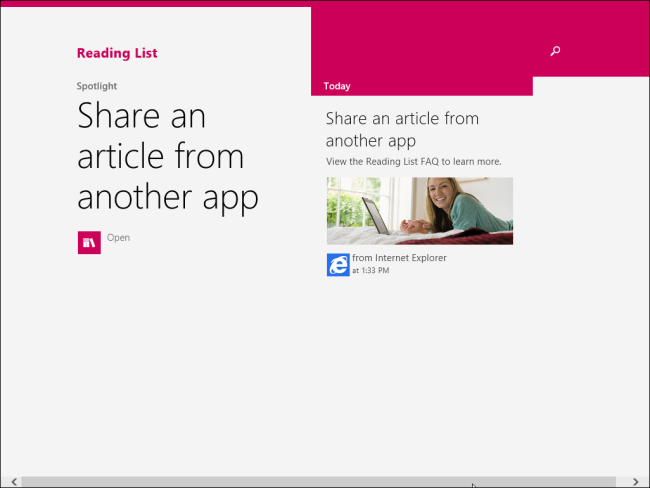 Reading List
Spotlight
Share an
article from
another app
Open
Today
Share an article from
another app
View the Reading List FAQ to learn more.
from Internet Explorer
at 1:33 PM